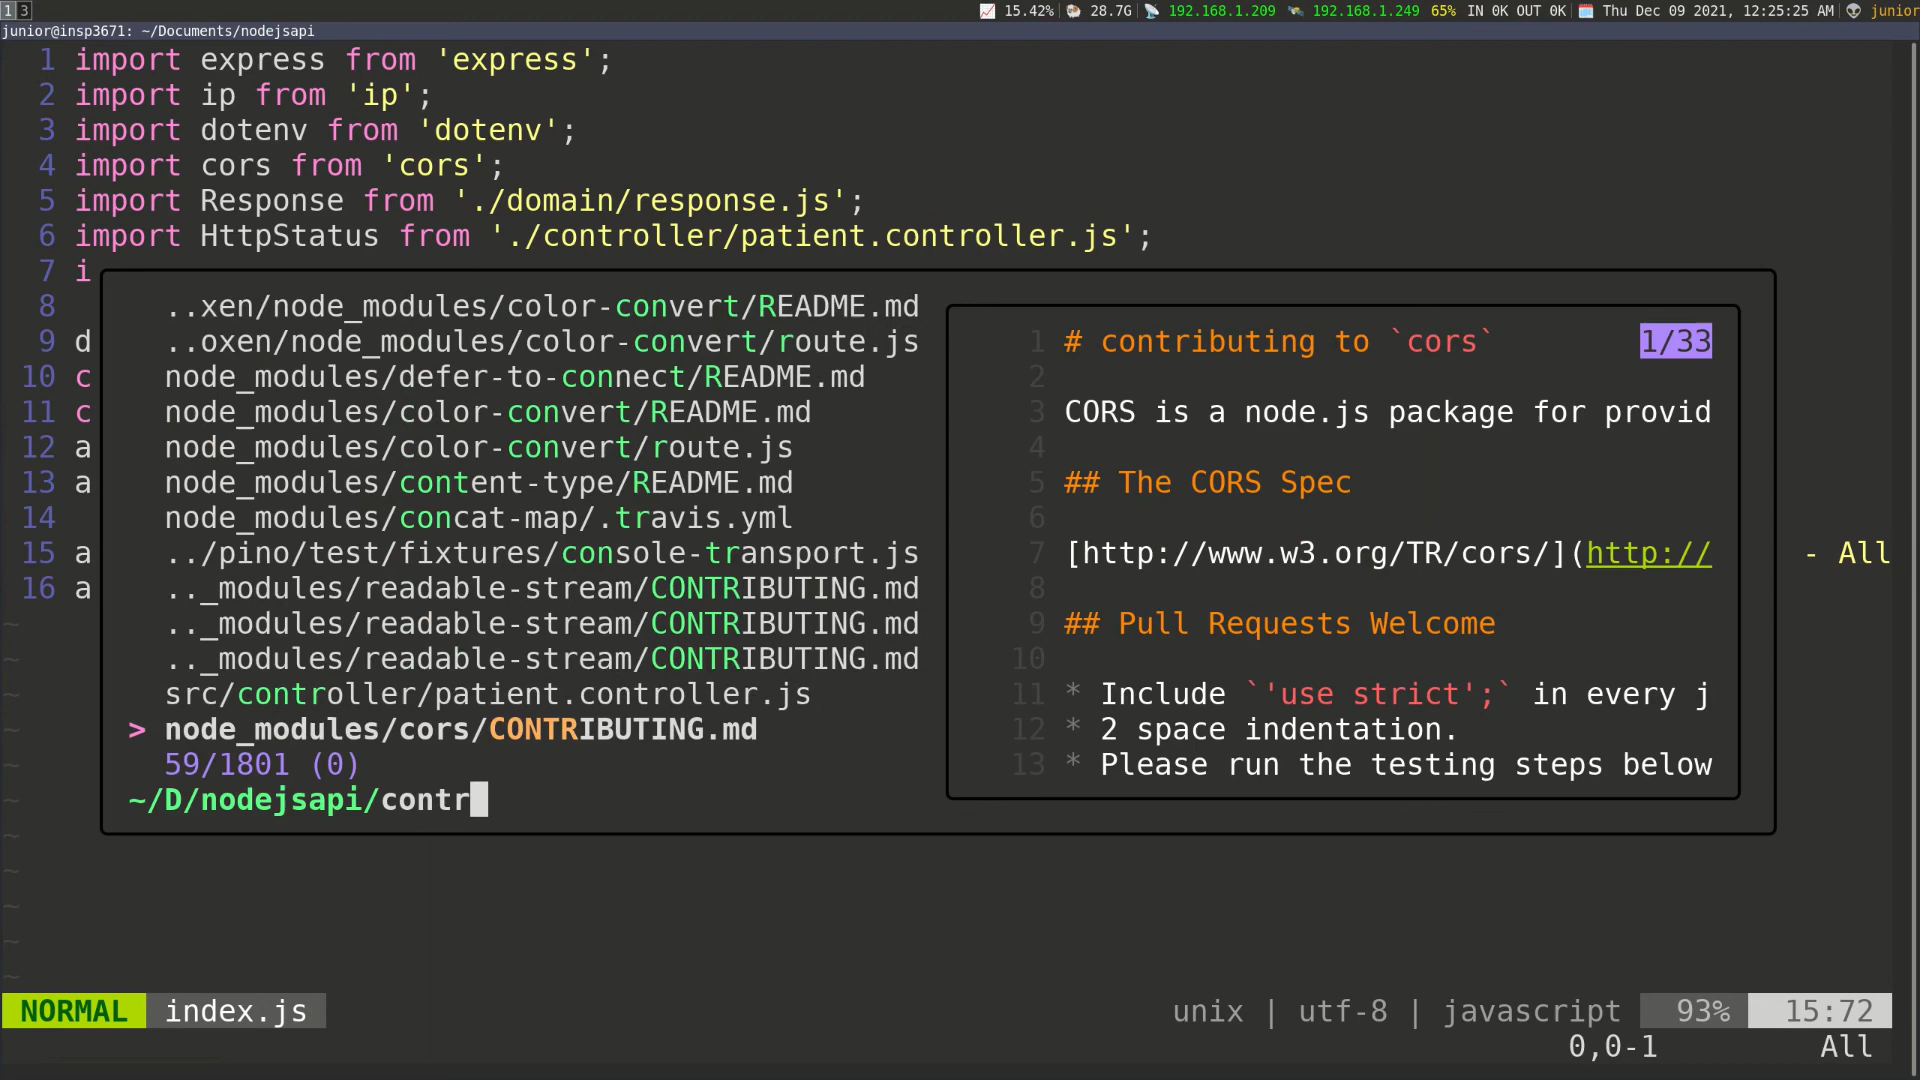 1 3 15.42% 28.7G 192.168.1.209 192.168.1.249 65% IN 0K OUT 0K Thu Dec 09 2021, 12:25:25 AM junior
junior@insp3671: ~/Documents/nodejsapi
1 import express from 'express';
2 import ip from 'ip';
3 import dotenv from 'dotenv';
4 import cors from 'cors';
5 import Response from './domain/response.js';
6 import HttpStatus from './controller/patient.controller.js';
7 i
8
9 d
10 c
11 c
12 a
13 a
14
15 a
16 a
..xen/node_modules/color-convert/README.md
..oxen/node_modules/color-convert/route.js
node_modules/defer-to-connect/README.md
node_modules/color-convert/README.md
node_modules/color-convert/route.js
node_modules/content-type/README.md
node_modules/concat-map/.travis.yml
../pino/test/fixtures/console-transport.js
.._modules/readable-stream/CONTRIBUTING.md
.._modules/readable-stream/CONTRIBUTING.md
.._modules/readable-stream/CONTRIBUTING.md
src/controller/patient.controller.js
> node_modules/cors/CONTRIBUTING.md
59/1801 (0)
~/D/nodejsapi/contr
1 # contributing to `cors` 1/33
2
3 CORS is a node.js package for provid
4
5 ## The CORS Spec
6
7 [http://www.w3.org/TR/cors/](http://
8
9 ## Pull Requests Welcome
10
11 * Include `'use strict';` in every j
12 * 2 space indentation.
13 * Please run the testing steps below
- All
~
~
~
~
~
~
~
~
~
~
~
NORMAL index.js unix | utf-8 | javascript 93% 15:72
0,0-1 All